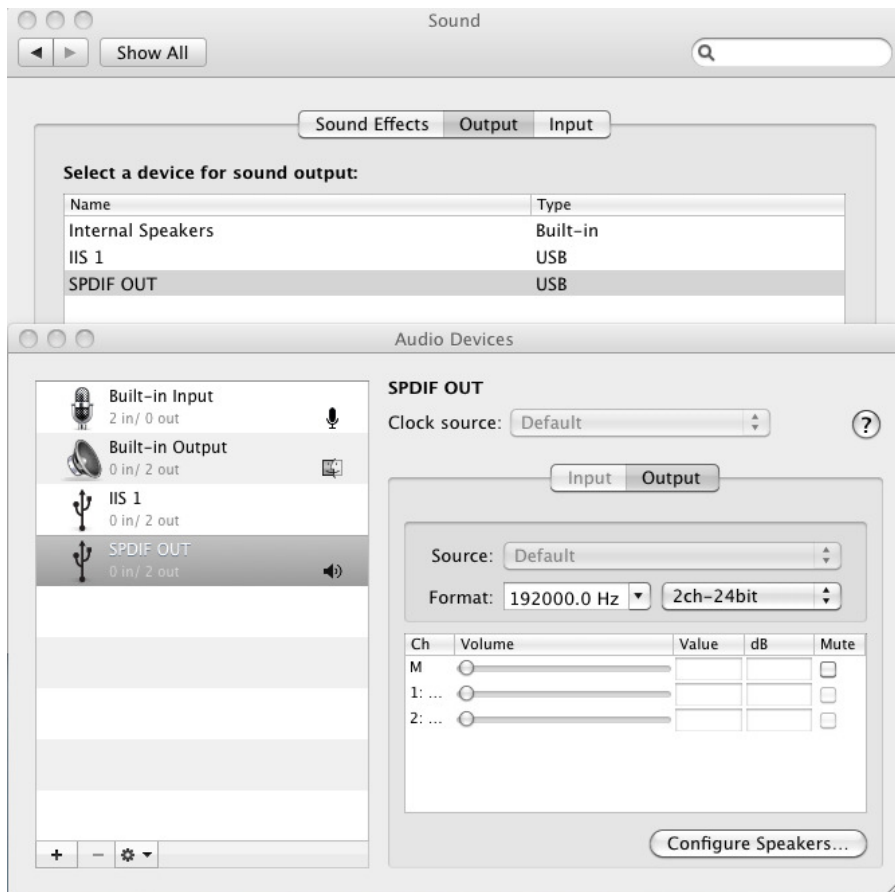 Sound
Show All
Sound Effects Output Input
Select a device for sound output:
Name Type
Internal Speakers Built-in
IIS 1 USB
SPDIF OUT USB
Audio Devices
Built-in Input
2 in/ 0 out
Built-in Output
0 in/ 2 out
IIS 1
0 in/ 2 out
SPDIF OUT
0 in/ 2 out
SPDIF OUT
Clock source: Default ?
Input Output
Source: Default
Format: 192000.0 Hz 2ch-24bit
Ch Volume Value dB Mute
M
1: ...
2: ...
Configure Speakers...